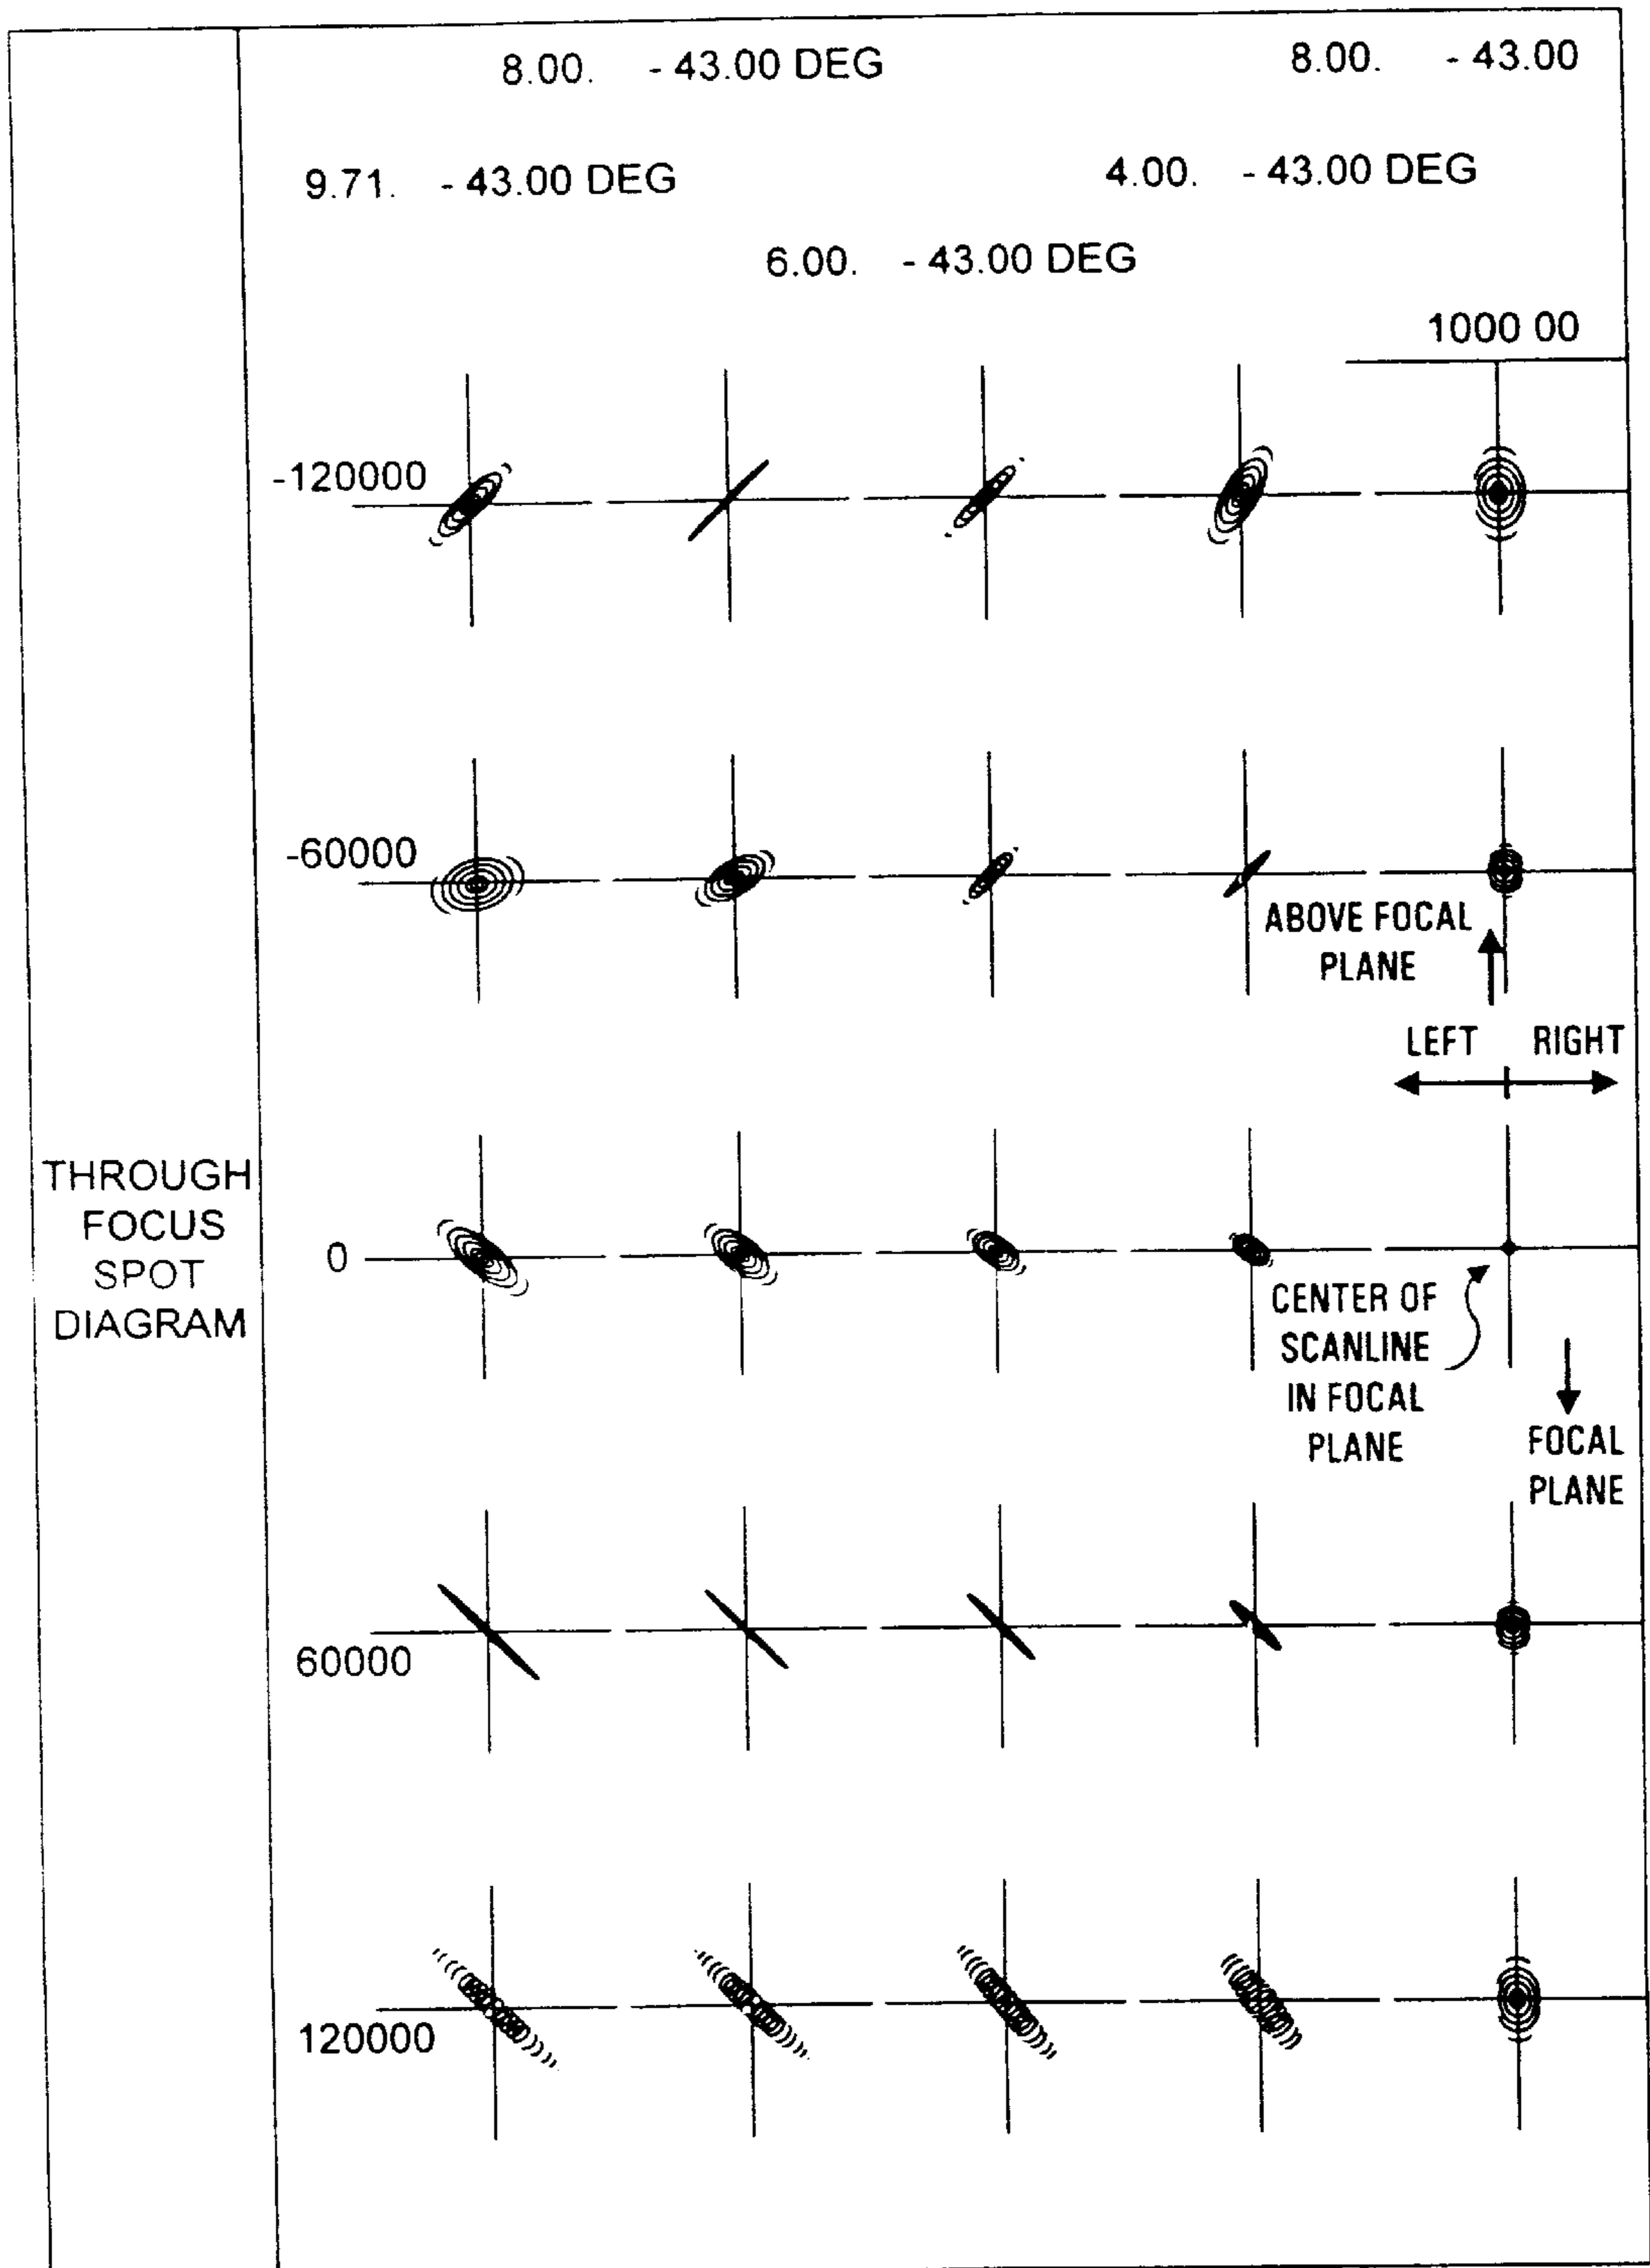 8.00. - 43.00 DEG
8.00. - 43.00
9.71. - 43.00 DEG
4.00. - 43.00 DEG
6.00. - 43.00 DEG
1000 00
-120000
-60000
ABOVE FOCAL
PLANE
LEFT RIGHT
THROUGH
FOCUS
SPOT
DIAGRAM
0
CENTER OF
SCANLINE
IN FOCAL
PLANE
FOCAL
PLANE
60000
120000